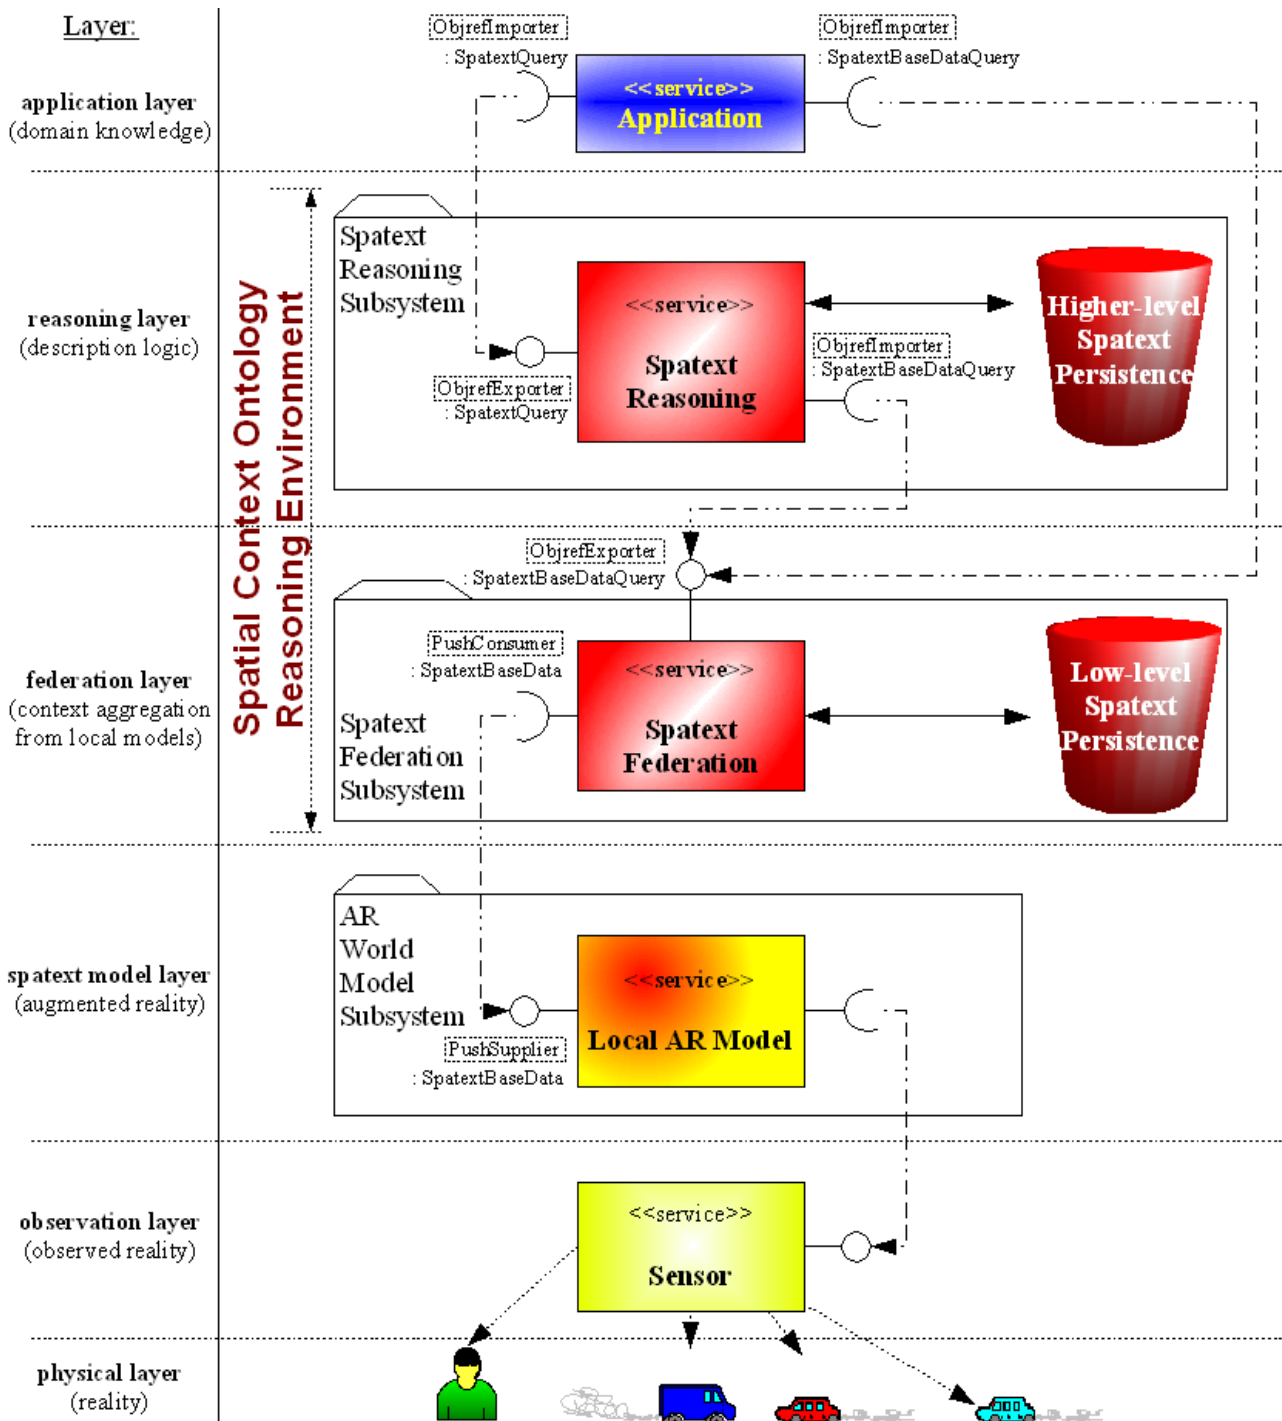 Layer:
ObjrefImporter
: SpatextQuery
ObjrefImporter
: SpatextBaseDataQuery
application layer
(domain knowledge)
<<service>>
Application
Spatial Context Ontology
Reasoning Environment
Spatext
Reasoning
Subsystem
reasoning layer
(description logic)
<<service>>
Spatext
Reasoning
ObjrefExporter
: SpatextQuery
ObjrefImporter
: SpatextBaseDataQuery
Higher-level
Spatext
Persistence
ObjrefExporter
: SpatextBaseDataQuery
federation layer
(context aggregation
from local models)
PushConsumer
: SpatextBaseData
Spatext
Federation
Subsystem
<<service>>
Spatext
Federation
Low-level
Spatext
Persistence
spatext model layer
(augmented reality)
AR
World
Model
Subsystem
<<service>>
Local AR Model
PushSupplier
: SpatextBaseData
observation layer
(observed reality)
<<service>>
Sensor
physical layer
(reality)